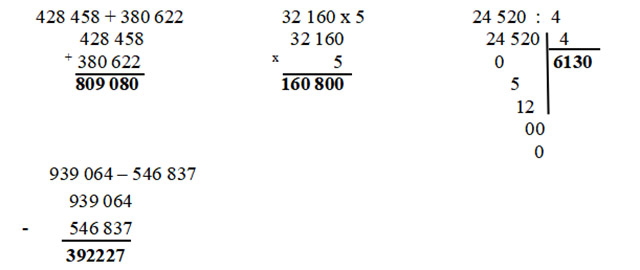 428 458 + 380 622
428 458
+ 380 622
809 080
32 160 x 5
32 160
x 5
160 800
24 520 : 4
24 520 4
0 6130
5
12
00
0
939 064 – 546 837
939 064
- 546 837
392227